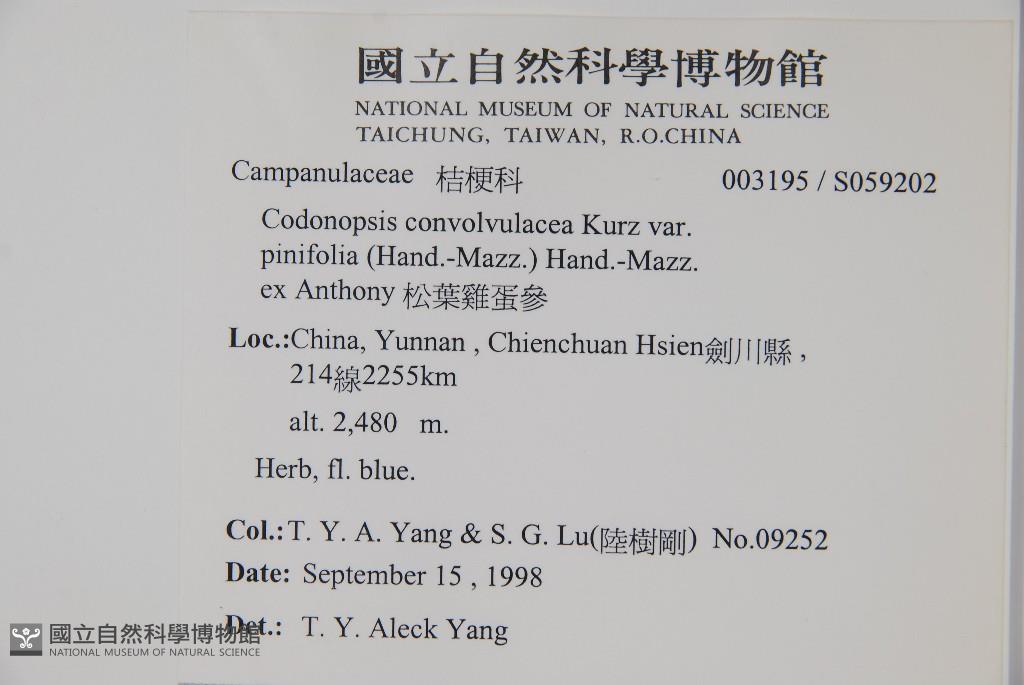 國立自然科學博物館
NATIONAL MUSEUM OF NATURAL SCIENCE
TAICHUNG, TAIWAN, R.O.CHINA
Campanulaceae 桔梗科 003195 / S059202
Codonopsis convolvulacea Kurz var.
pinifolia (Hand.-Mazz.) Hand.-Mazz.
ex Anthony 松葉雞蛋參
Loc.:China, Yunnan , Chienchuan Hsien劍川縣 ,
214線2255km
alt. 2,480 m.
Herb, fl. blue.
Col.: T. Y. A. Yang & S. G. Lu(陸樹剛) No.09252
Date: September 15 , 1998
Det.: T. Y. Aleck Yang
國立自然科學博物館
NATIONAL MUSEUM OF NATURAL SCIENCE